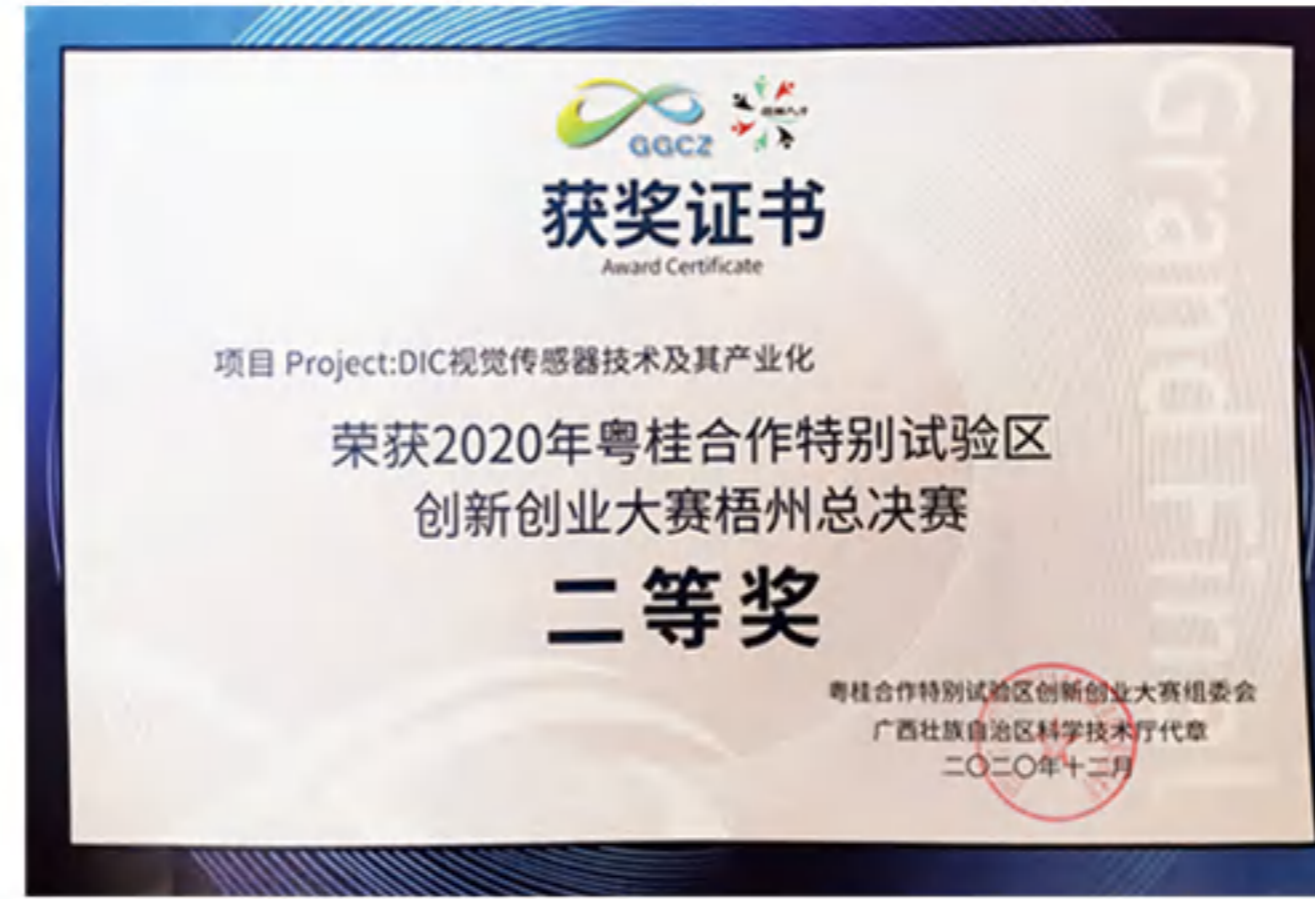 GGCZ
获奖证书
Award Certificate
项目 Project:DIC视觉传感器技术及其产业化
荣获2020年粤桂合作特别试验区
创新创业大赛梧州总决赛
二等奖
粤桂合作特别试验区创新创业大赛组委会
广西壮族自治区科学技术厅代章
二〇二〇年十二月
Grand Final